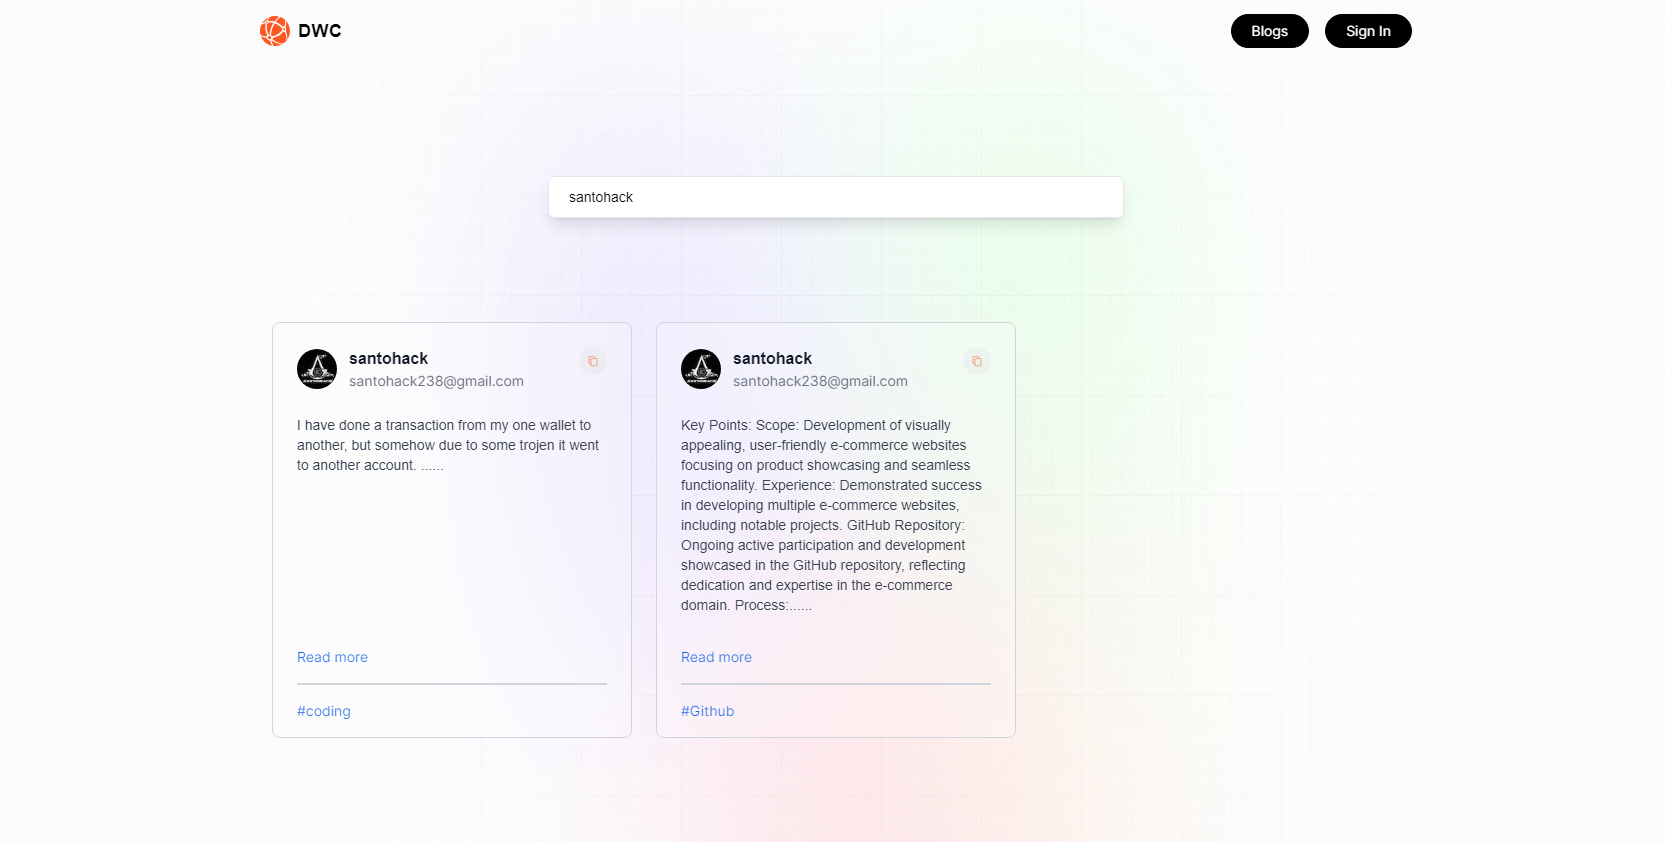 DWC
Blogs
Sign In
santohack
santohack
santohack238@gmail.com
I have done a transaction from my one wallet to
another, but somehow due to some trojen it went
to another account. ......
Read more
#coding
santohack
santohack238@gmail.com
Key Points: Scope: Development of visually
appealing, user-friendly e-commerce websites
focusing on product showcasing and seamless
functionality. Experience: Demonstrated success
in developing multiple e-commerce websites,
including notable projects. GitHub Repository:
Ongoing active participation and development
showcased in the GitHub repository, reflecting
dedication and expertise in the e-commerce
domain. Process:......
Read more
#Github